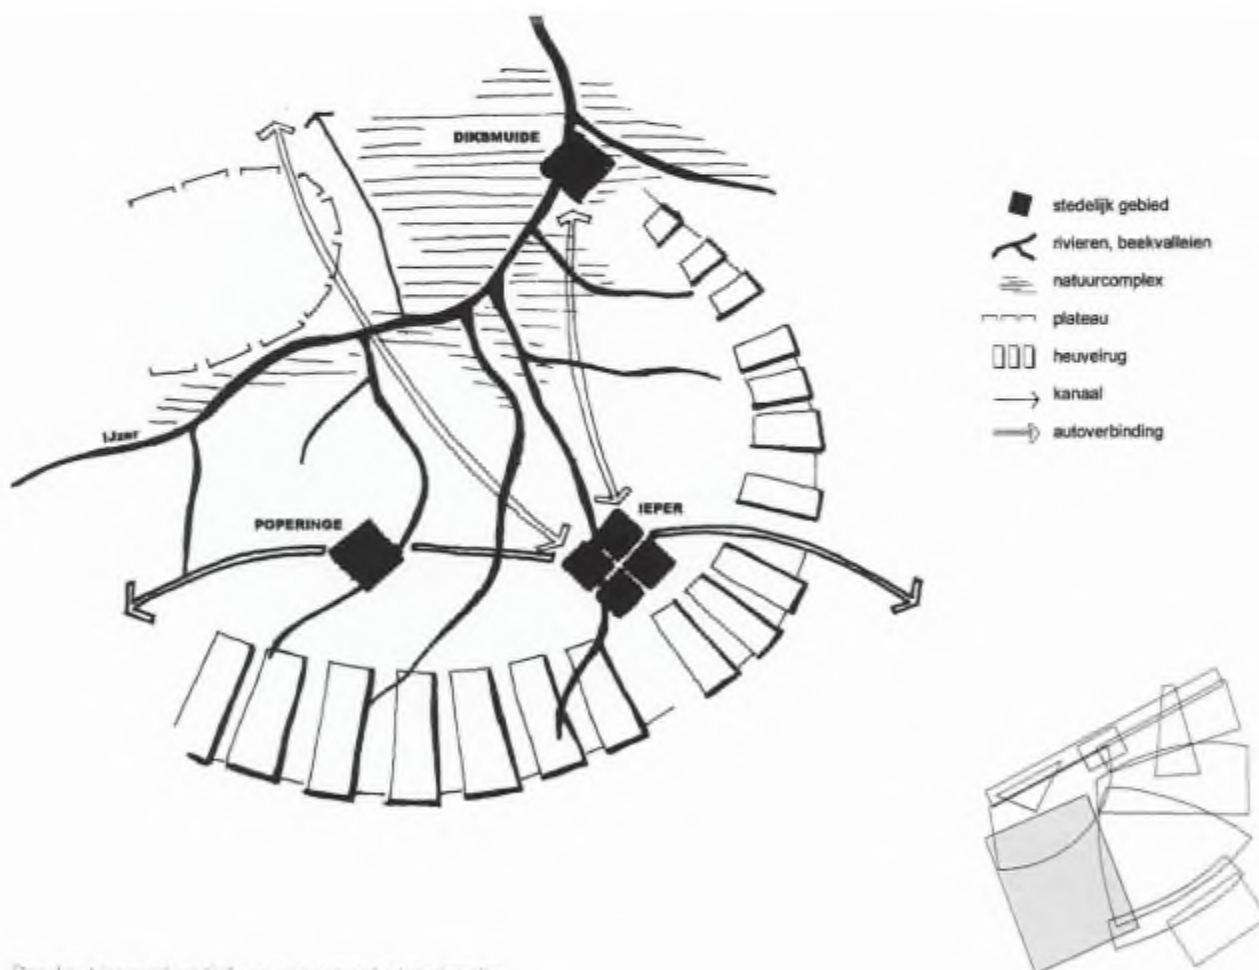 DIKSMUIDE
IJzer
POPERINGE
IEPER
stedelijk gebied
rivieren, beekvalleien
natuurcomplex
plateau
heuvelrug
kanaal
autoverbinding